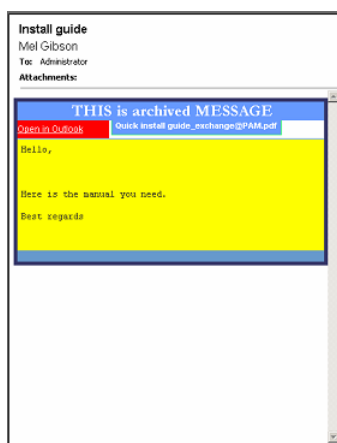 Install guide
Mel Gibson
To: Administrator
Attachments:
THIS is archived MESSAGE
Open in Outlook Quick install guide_exchange@PAM.pdf
Hello,
Here is the manual you need.
Best regards